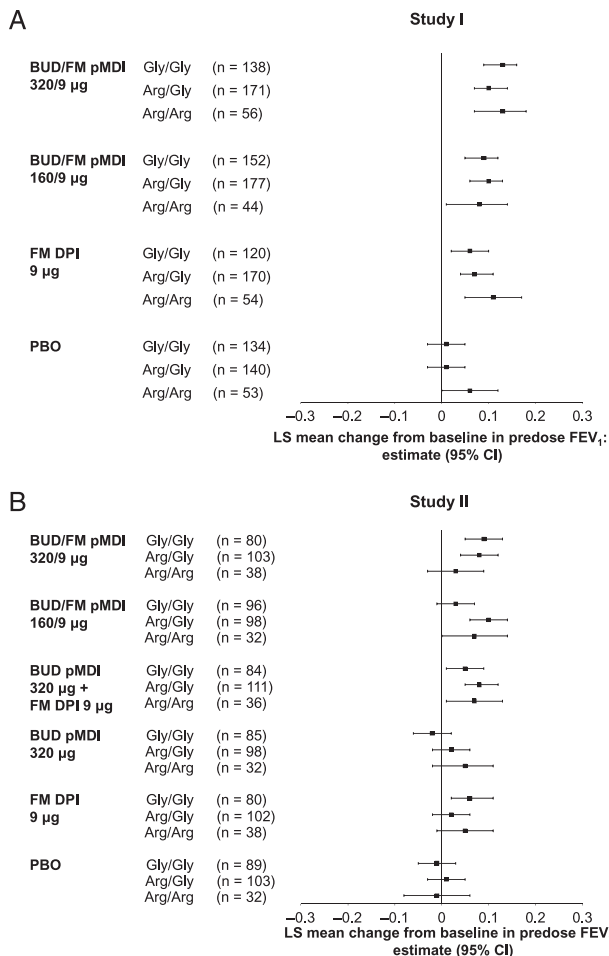 A
Study I
BUD/FM pMDI Gly/Gly (n = 138)
320/9 µg Arg/Gly (n = 171)
Arg/Arg (n = 56)
BUD/FM pMDI Gly/Gly (n = 152)
160/9 µg Arg/Gly (n = 177)
Arg/Arg (n = 44)
FM DPI Gly/Gly (n = 120)
9 µg Arg/Gly (n = 170)
Arg/Arg (n = 54)
PBO Gly/Gly (n = 134)
Arg/Gly (n = 140)
Arg/Arg (n = 53)
−0.3 −0.2 −0.1 0 0.1 0.2 0.3
LS mean change from baseline in predose FEV₁:
estimate (95% CI)
B
Study II
BUD/FM pMDI Gly/Gly (n = 80)
320/9 µg Arg/Gly (n = 103)
Arg/Arg (n = 38)
BUD/FM pMDI Gly/Gly (n = 96)
160/9 µg Arg/Gly (n = 98)
Arg/Arg (n = 32)
BUD pMDI Gly/Gly (n = 84)
320 µg + Arg/Gly (n = 111)
FM DPI 9 µg Arg/Arg (n = 36)
BUD pMDI Gly/Gly (n = 85)
320 µg Arg/Gly (n = 98)
Arg/Arg (n = 32)
FM DPI Gly/Gly (n = 80)
9 µg Arg/Gly (n = 102)
Arg/Arg (n = 38)
PBO Gly/Gly (n = 89)
Arg/Gly (n = 103)
Arg/Arg (n = 32)
−0.3 −0.2 −0.1 0 0.1 0.2 0.3
LS mean change from baseline in predose FEV
estimate (95% CI)